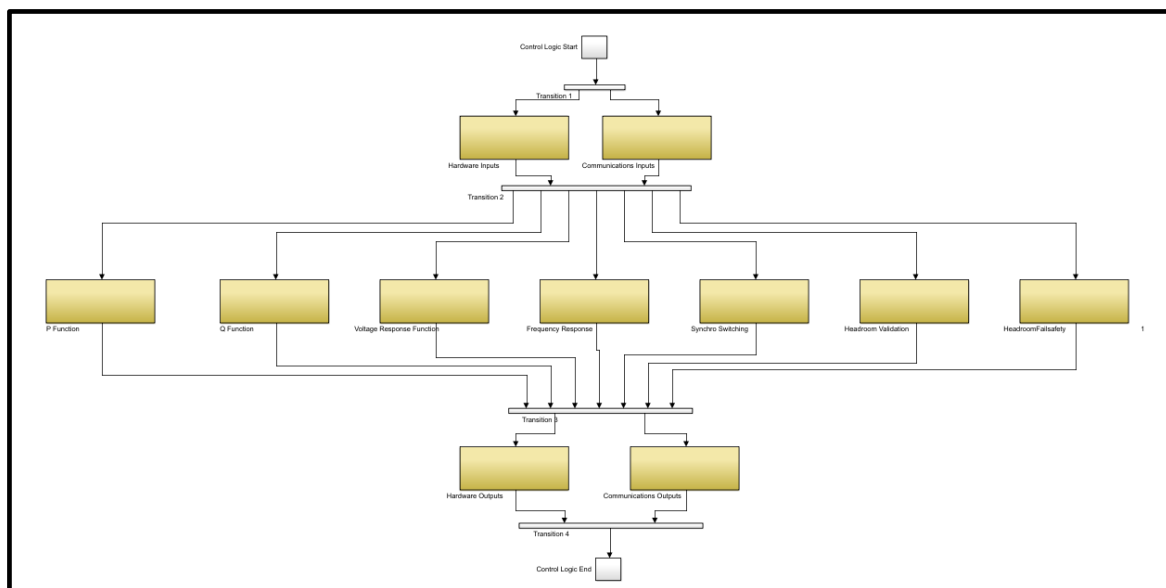 Control Logic Start
Transition 1
Hardware Inputs
Communications Inputs
Transition 2
P Function
Q Function
Voltage Response Function
Frequency Response
Synchro Switching
Headroom Validation
HeadroomFailsafety
1
Transition 3
Hardware Outputs
Communications Outputs
Transition 4
Control Logic End